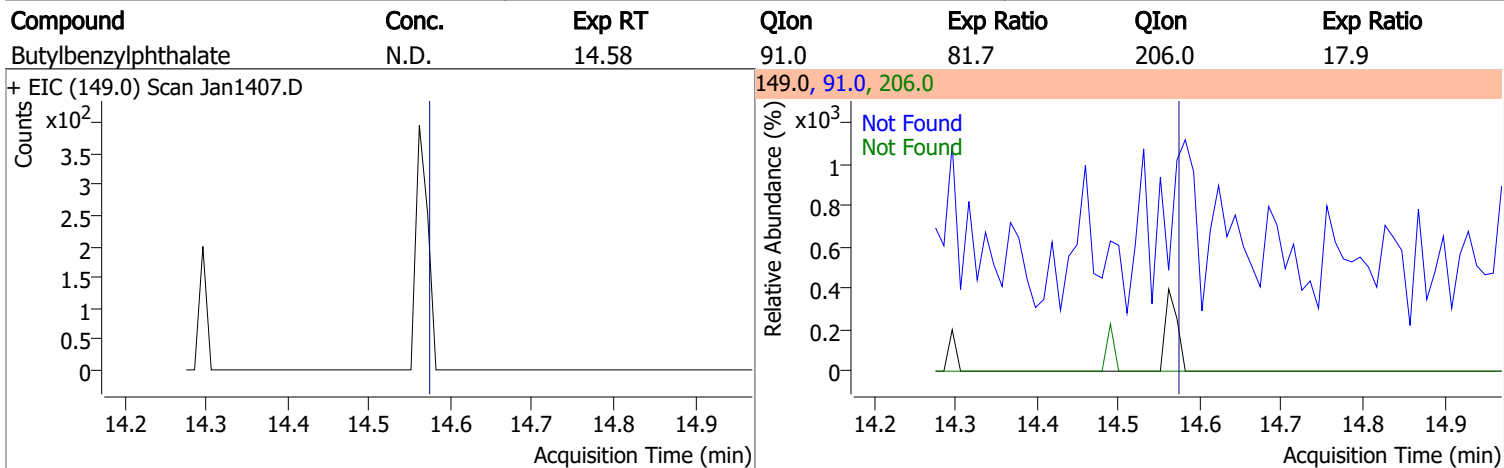 Compound Conc. Exp RT QIon Exp Ratio QIon Exp Ratio
Butylbenzylphthalate N.D. 14.58 91.0 81.7 206.0 17.9
+ EIC (149.0) Scan Jan1407.D
Counts
x10²
3.5
3
2.5
2
1.5
1
0.5
0
14.2 14.3 14.4 14.5 14.6 14.7 14.8 14.9
Acquisition Time (min)
149.0, 91.0, 206.0
Relative Abundance (%)
x10³
Not Found
Not Found
1
0.8
0.6
0.4
0.2
0
14.2 14.3 14.4 14.5 14.6 14.7 14.8 14.9
Acquisition Time (min)